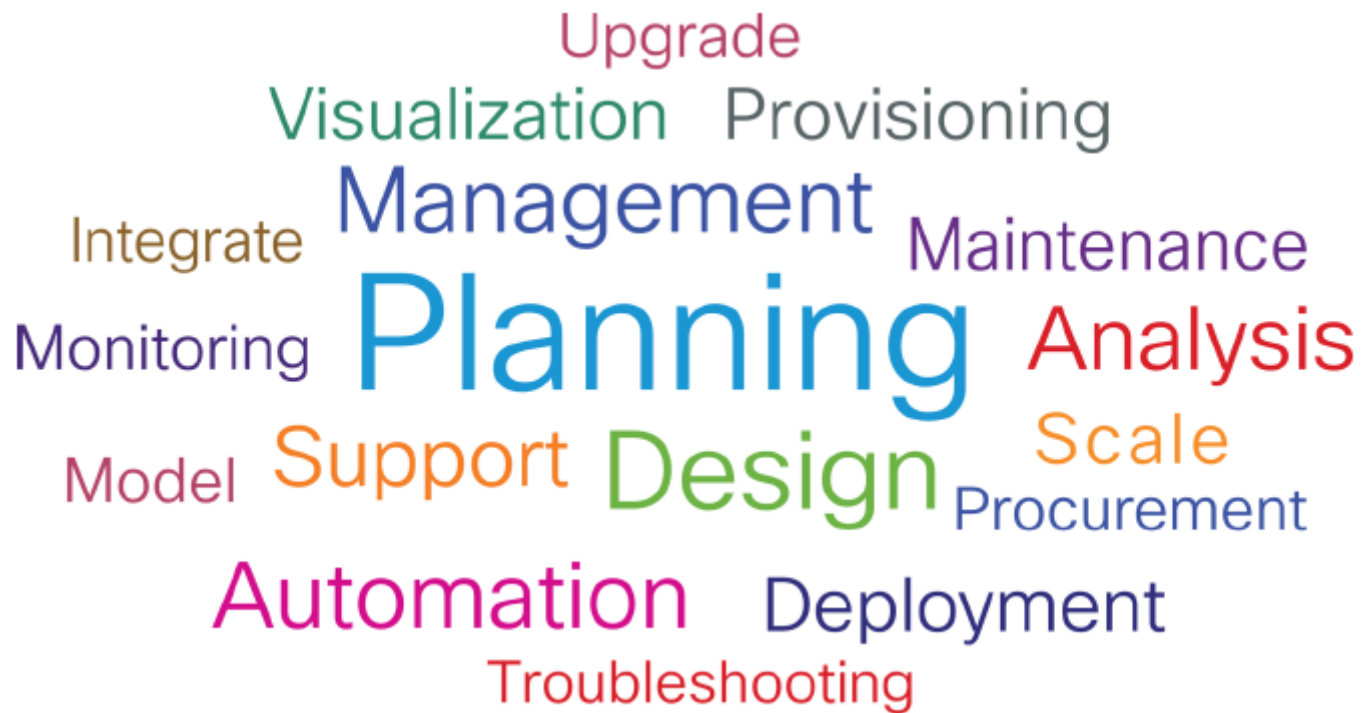 Upgrade
Visualization Provisioning
Management
Integrate Maintenance
Planning
Monitoring Analysis
Support Design Scale
Model Procurement
Automation Deployment
Troubleshooting